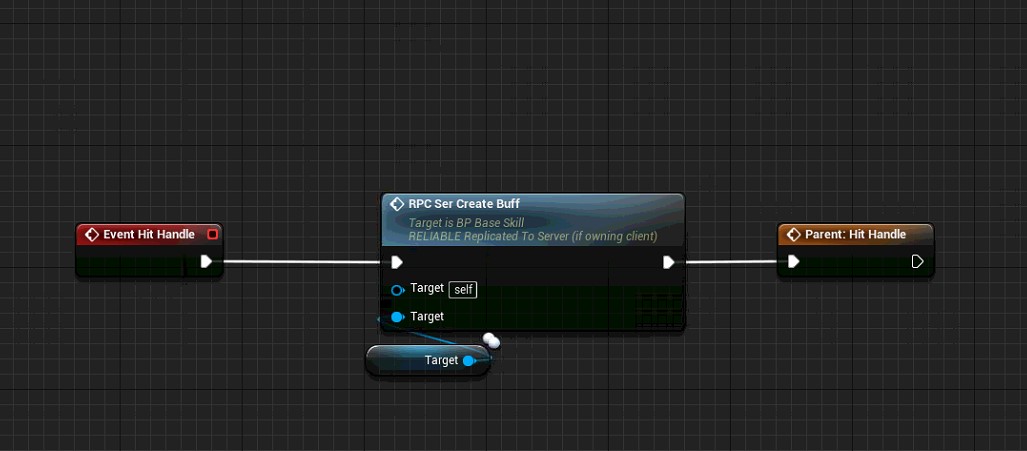 Event Hit Handle
RPC Ser Create Buff
Target is BP Base Skill
RELIABLE Replicated To Server (if owning client)
Target self
Target
Target
Parent: Hit Handle